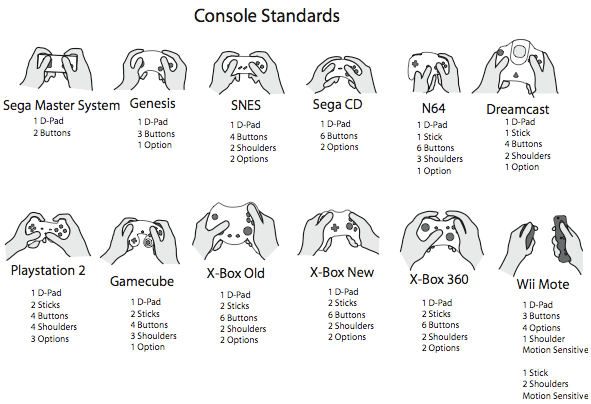 Console Standards
Sega Master System
1 D-Pad
2 Buttons
Genesis
1 D-Pad
3 Buttons
1 Option
SNES
1 D-Pad
4 Buttons
2 Shoulders
2 Options
Sega CD
1 D-Pad
6 Buttons
2 Options
N64
1 D-Pad
1 Stick
6 Buttons
3 Shoulders
1 Option
Dreamcast
1 D-Pad
1 Stick
4 Buttons
2 Shoulders
1 Option
Playstation 2
1 D-Pad
2 Sticks
4 Buttons
4 Shoulders
3 Options
Gamecube
1 D-Pad
2 Sticks
4 Buttons
3 Shoulders
1 Option
X-Box Old
1 D-Pad
2 Sticks
6 Buttons
2 Shoulders
2 Options
X-Box New
1 D-Pad
2 Sticks
6 Buttons
2 Shoulders
2 Options
X-Box 360
1 D-Pad
2 Sticks
6 Buttons
2 Shoulders
2 Options
Wii Mote
1 D-Pad
3 Buttons
4 Options
1 Shoulder
Motion Sensitive
1 Stick
2 Shoulders
Motion Sensitive